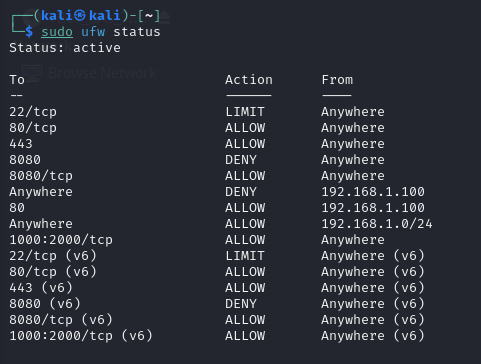 ┌──(kali㉿kali)-[~]
└─$ sudo ufw status
Status: active
Browse Network
To                         Action      From
--                         ------      ----
22/tcp                     LIMIT       Anywhere
80/tcp                     ALLOW       Anywhere
443                        ALLOW       Anywhere
8080                       DENY        Anywhere
8080/tcp                   ALLOW       Anywhere
Anywhere                   DENY        192.168.1.100
80                         ALLOW       192.168.1.100
Anywhere                   ALLOW       192.168.1.0/24
1000:2000/tcp              ALLOW       Anywhere
22/tcp (v6)                LIMIT       Anywhere (v6)
80/tcp (v6)                ALLOW       Anywhere (v6)
443 (v6)                   ALLOW       Anywhere (v6)
8080 (v6)                  DENY        Anywhere (v6)
8080/tcp (v6)              ALLOW       Anywhere (v6)
1000:2000/tcp (v6)         ALLOW       Anywhere (v6)